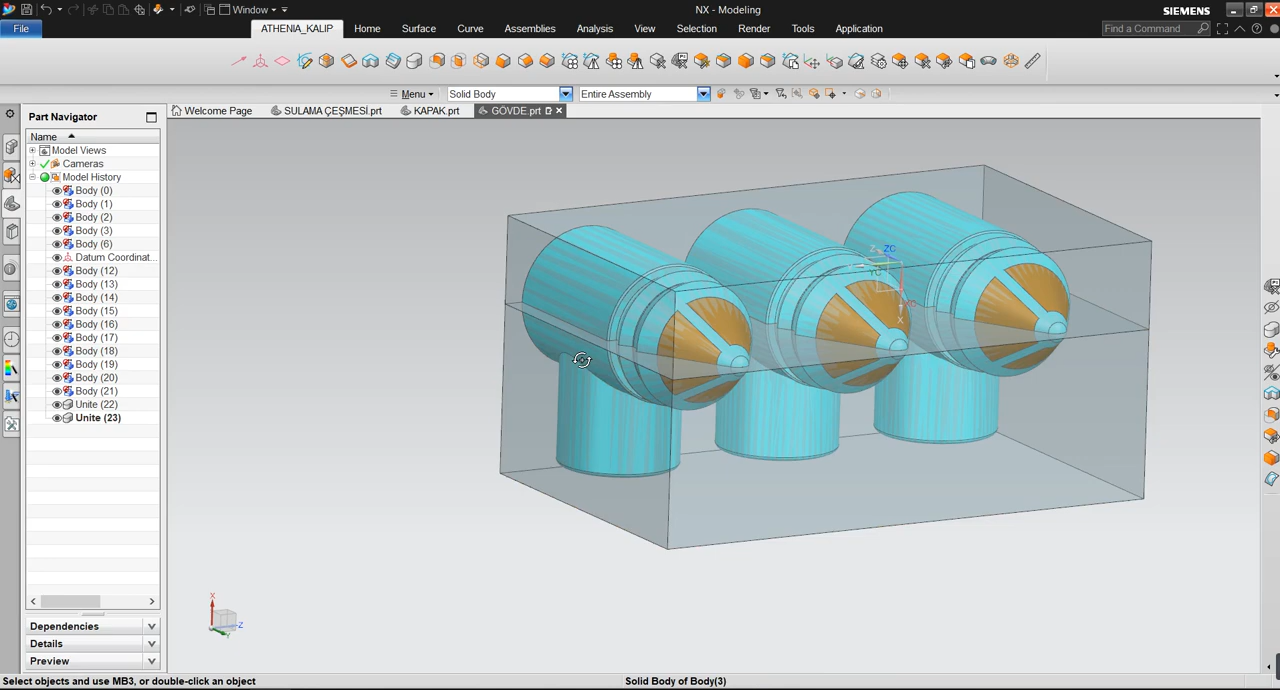 Window
NX - Modeling
SIEMENS
File
ATHENIA_KALIP
Home
Surface
Curve
Assemblies
Analysis
View
Selection
Render
Tools
Application
Find a Command
Menu
Solid Body
Entire Assembly
Part Navigator
Welcome Page
SULAMA ÇEŞMESİ.prt
KAPAK.prt
GÖVDE.prt
Name
Model Views
Cameras
Model History
Body (0)
Body (1)
Body (2)
Body (3)
Body (6)
Datum Coordinat...
Body (12)
Body (13)
Body (14)
Body (15)
Body (16)
Body (17)
Body (18)
Body (19)
Body (20)
Body (21)
Unite (22)
Unite (23)
Z
ZC
YC
XC
X
X
Z
Y
Dependencies
Details
Preview
Select objects and use MB3, or double-click an object
Solid Body of Body(3)